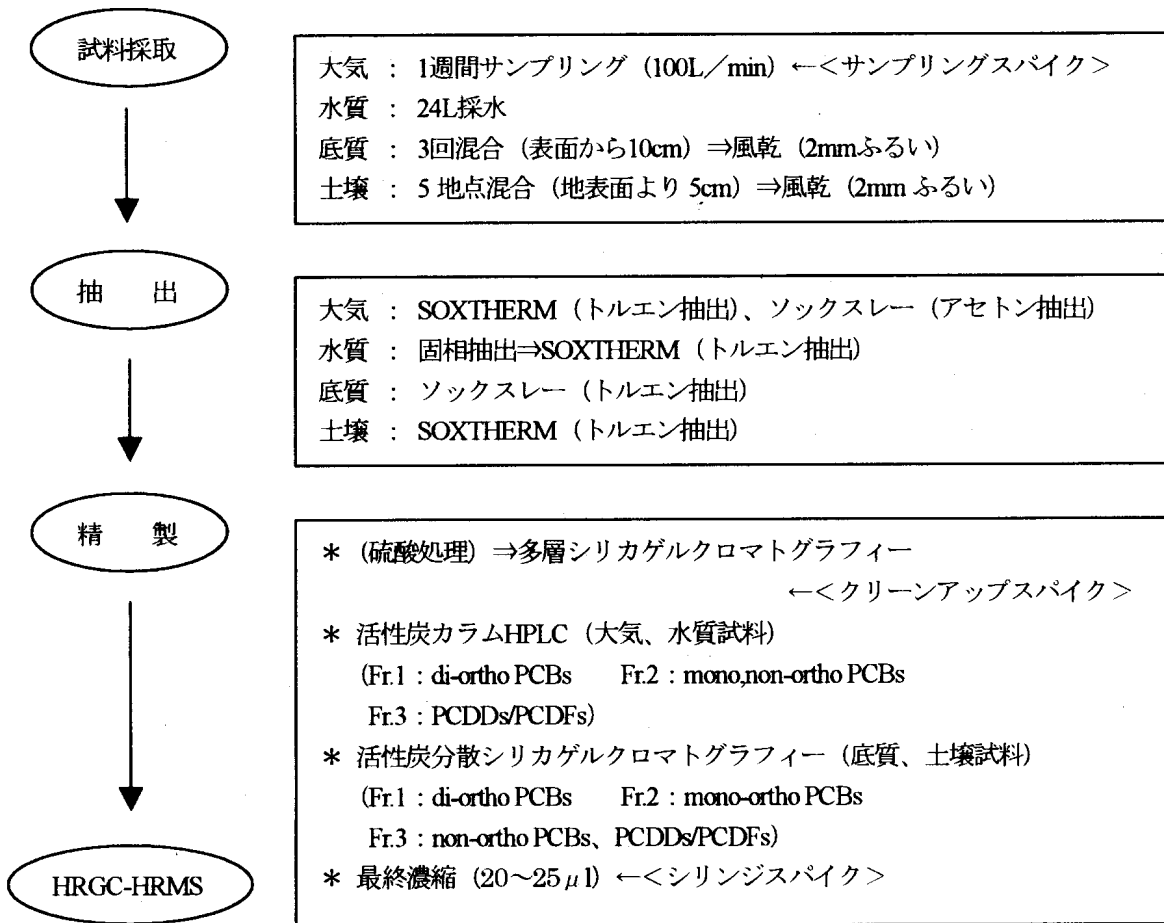 試料採取
大気 : 1週間サンプリング (100L／min) ←<サンプリングスパイク>
水質 : 24L採水
底質 : 3回混合 (表面から10cm) ⇒風乾 (2mmふるい)
土壌 : 5 地点混合 (地表面より 5cm) ⇒風乾 (2mm ふるい)
抽 出
大気 : SOXTHERM (トルエン抽出)、ソックスレー (アセトン抽出)
水質 : 固相抽出⇒SOXTHERM (トルエン抽出)
底質 : ソックスレー (トルエン抽出)
土壌 : SOXTHERM (トルエン抽出)
精 製
＊ (硫酸処理) ⇒多層シリカゲルクロマトグラフィー
←<クリーンアップスパイク>
＊ 活性炭カラムHPLC (大気、水質試料)
(Fr.1 : di-ortho PCBs Fr.2 : mono,non-ortho PCBs
Fr.3 : PCDDs/PCDFs)
＊ 活性炭分散シリカゲルクロマトグラフィー (底質、土壌試料)
(Fr.1 : di-ortho PCBs Fr.2 : mono-ortho PCBs
Fr.3 : non-ortho PCBs、PCDDs/PCDFs)
＊ 最終濃縮 (20～25μl) ←<シリンジスパイク>
HRGC-HRMS